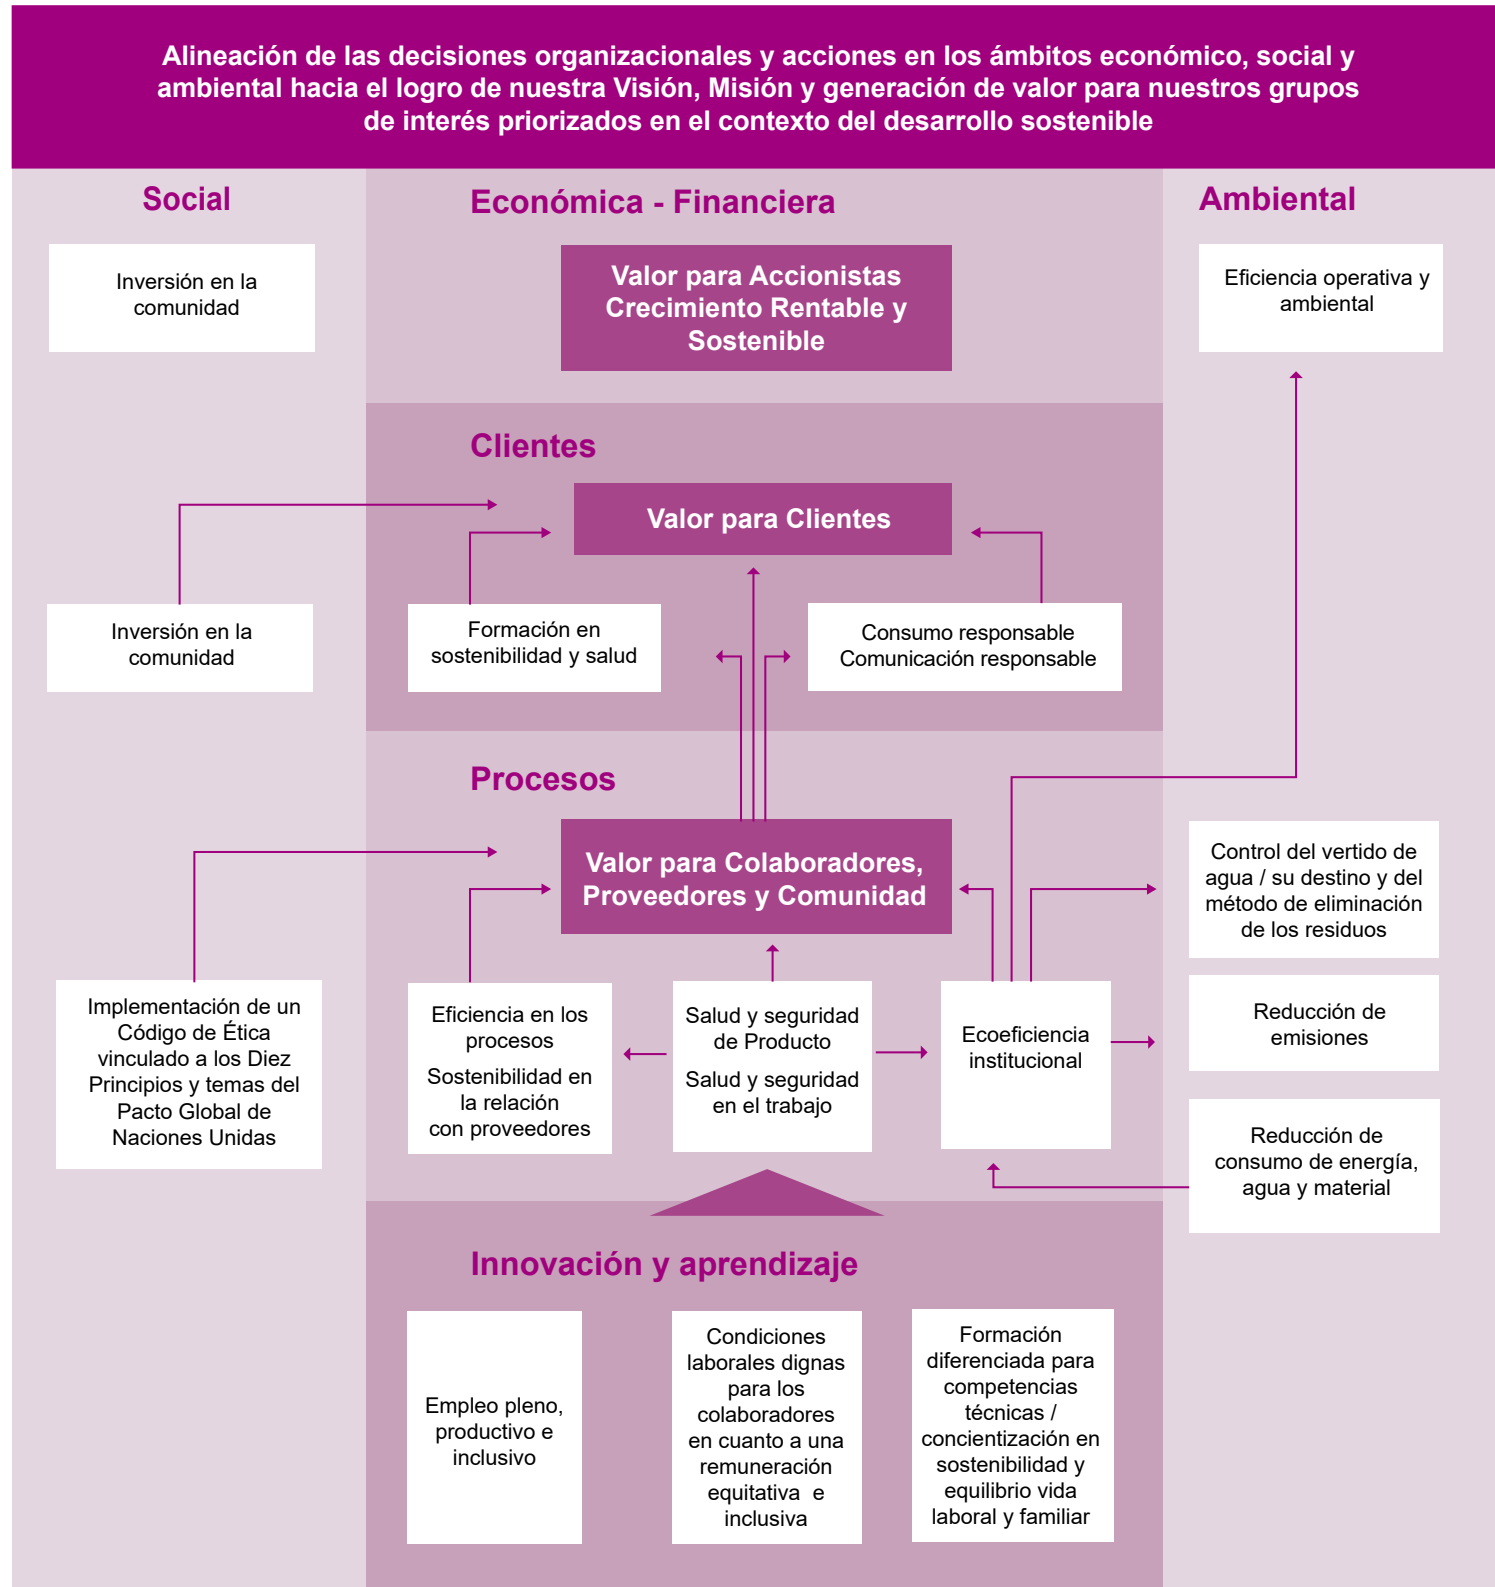 Alineación de las decisiones organizacionales y acciones en los ámbitos económico, social y
ambiental hacia el logro de nuestra Visión, Misión y generación de valor para nuestros grupos
de interés priorizados en el contexto del desarrollo sostenible
Social
Inversión en la
comunidad
Inversión en la
comunidad
Implementación de un
Código de Ética
vinculado a los Diez
Principios y temas del
Pacto Global de
Naciones Unidas
Económica - Financiera
Valor para Accionistas
Crecimiento Rentable y
Sostenible
Clientes
Valor para Clientes
Formación en
sostenibilidad y salud
Consumo responsable
Comunicación responsable
Procesos
Valor para Colaboradores,
Proveedores y Comunidad
Eficiencia en los
procesos
Sostenibilidad en
la relación
con proveedores
Salud y seguridad
de Producto
Salud y seguridad
en el trabajo
Ecoeficiencia
institucional
Innovación y aprendizaje
Empleo pleno,
productivo e
inclusivo
Condiciones
laborales dignas
para los
colaboradores
en cuanto a una
remuneración
equitativa e
inclusiva
Formación
diferenciada para
competencias
técnicas /
concientización en
sostenibilidad y
equilibrio vida
laboral y familiar
Ambiental
Eficiencia operativa y
ambiental
Control del vertido de
agua / su destino y del
método de eliminación
de los residuos
Reducción de
emisiones
Reducción de
consumo de energía,
agua y material